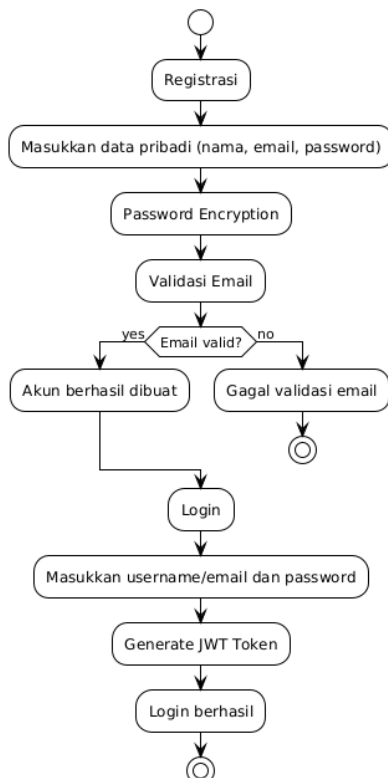 Registrasi
Masukkan data pribadi (nama, email, password)
Password Encryption
Validasi Email
yes
Email valid?
no
Akun berhasil dibuat
Gagal validasi email
Login
Masukkan username/email dan password
Generate JWT Token
Login berhasil